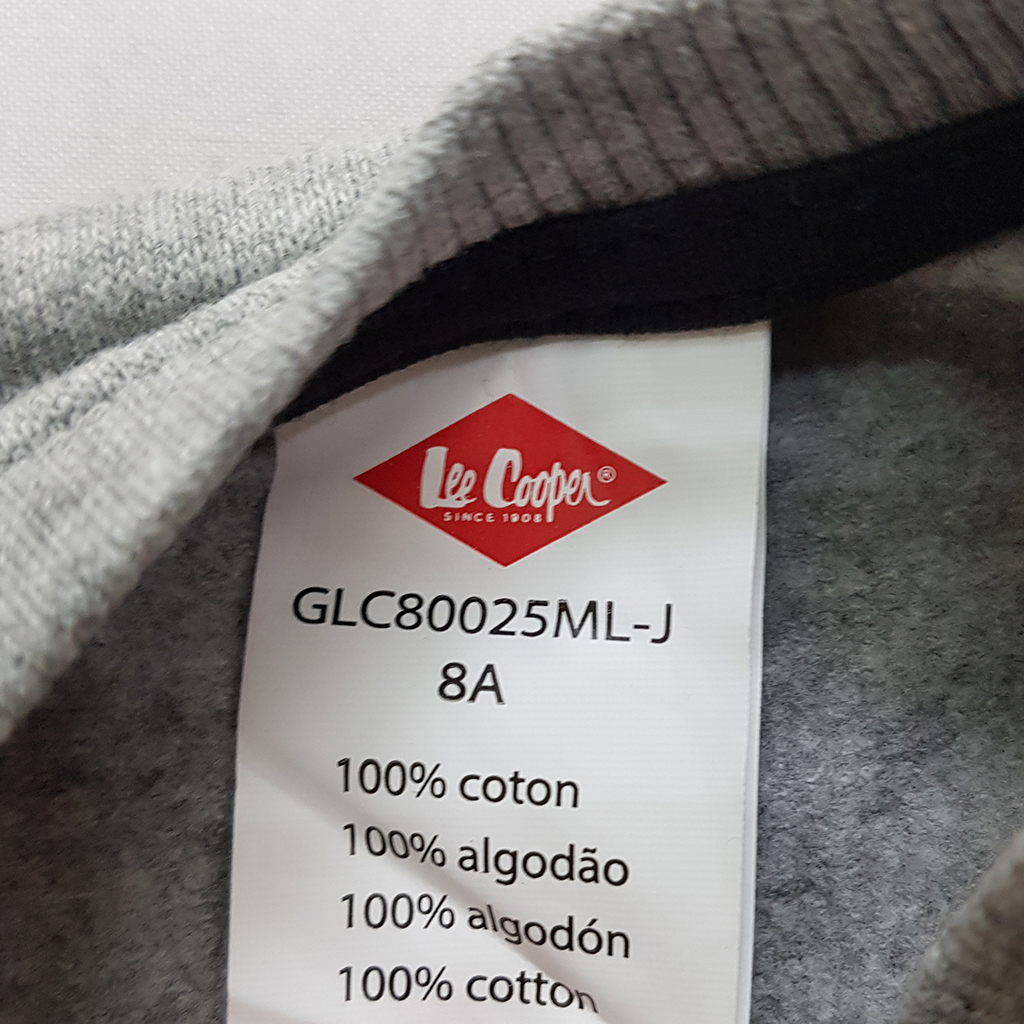 Lee Cooper®
SINCE 1908
GLC80025ML-J
8A
100% coton
100% algodão
100% algodón
100% cotton